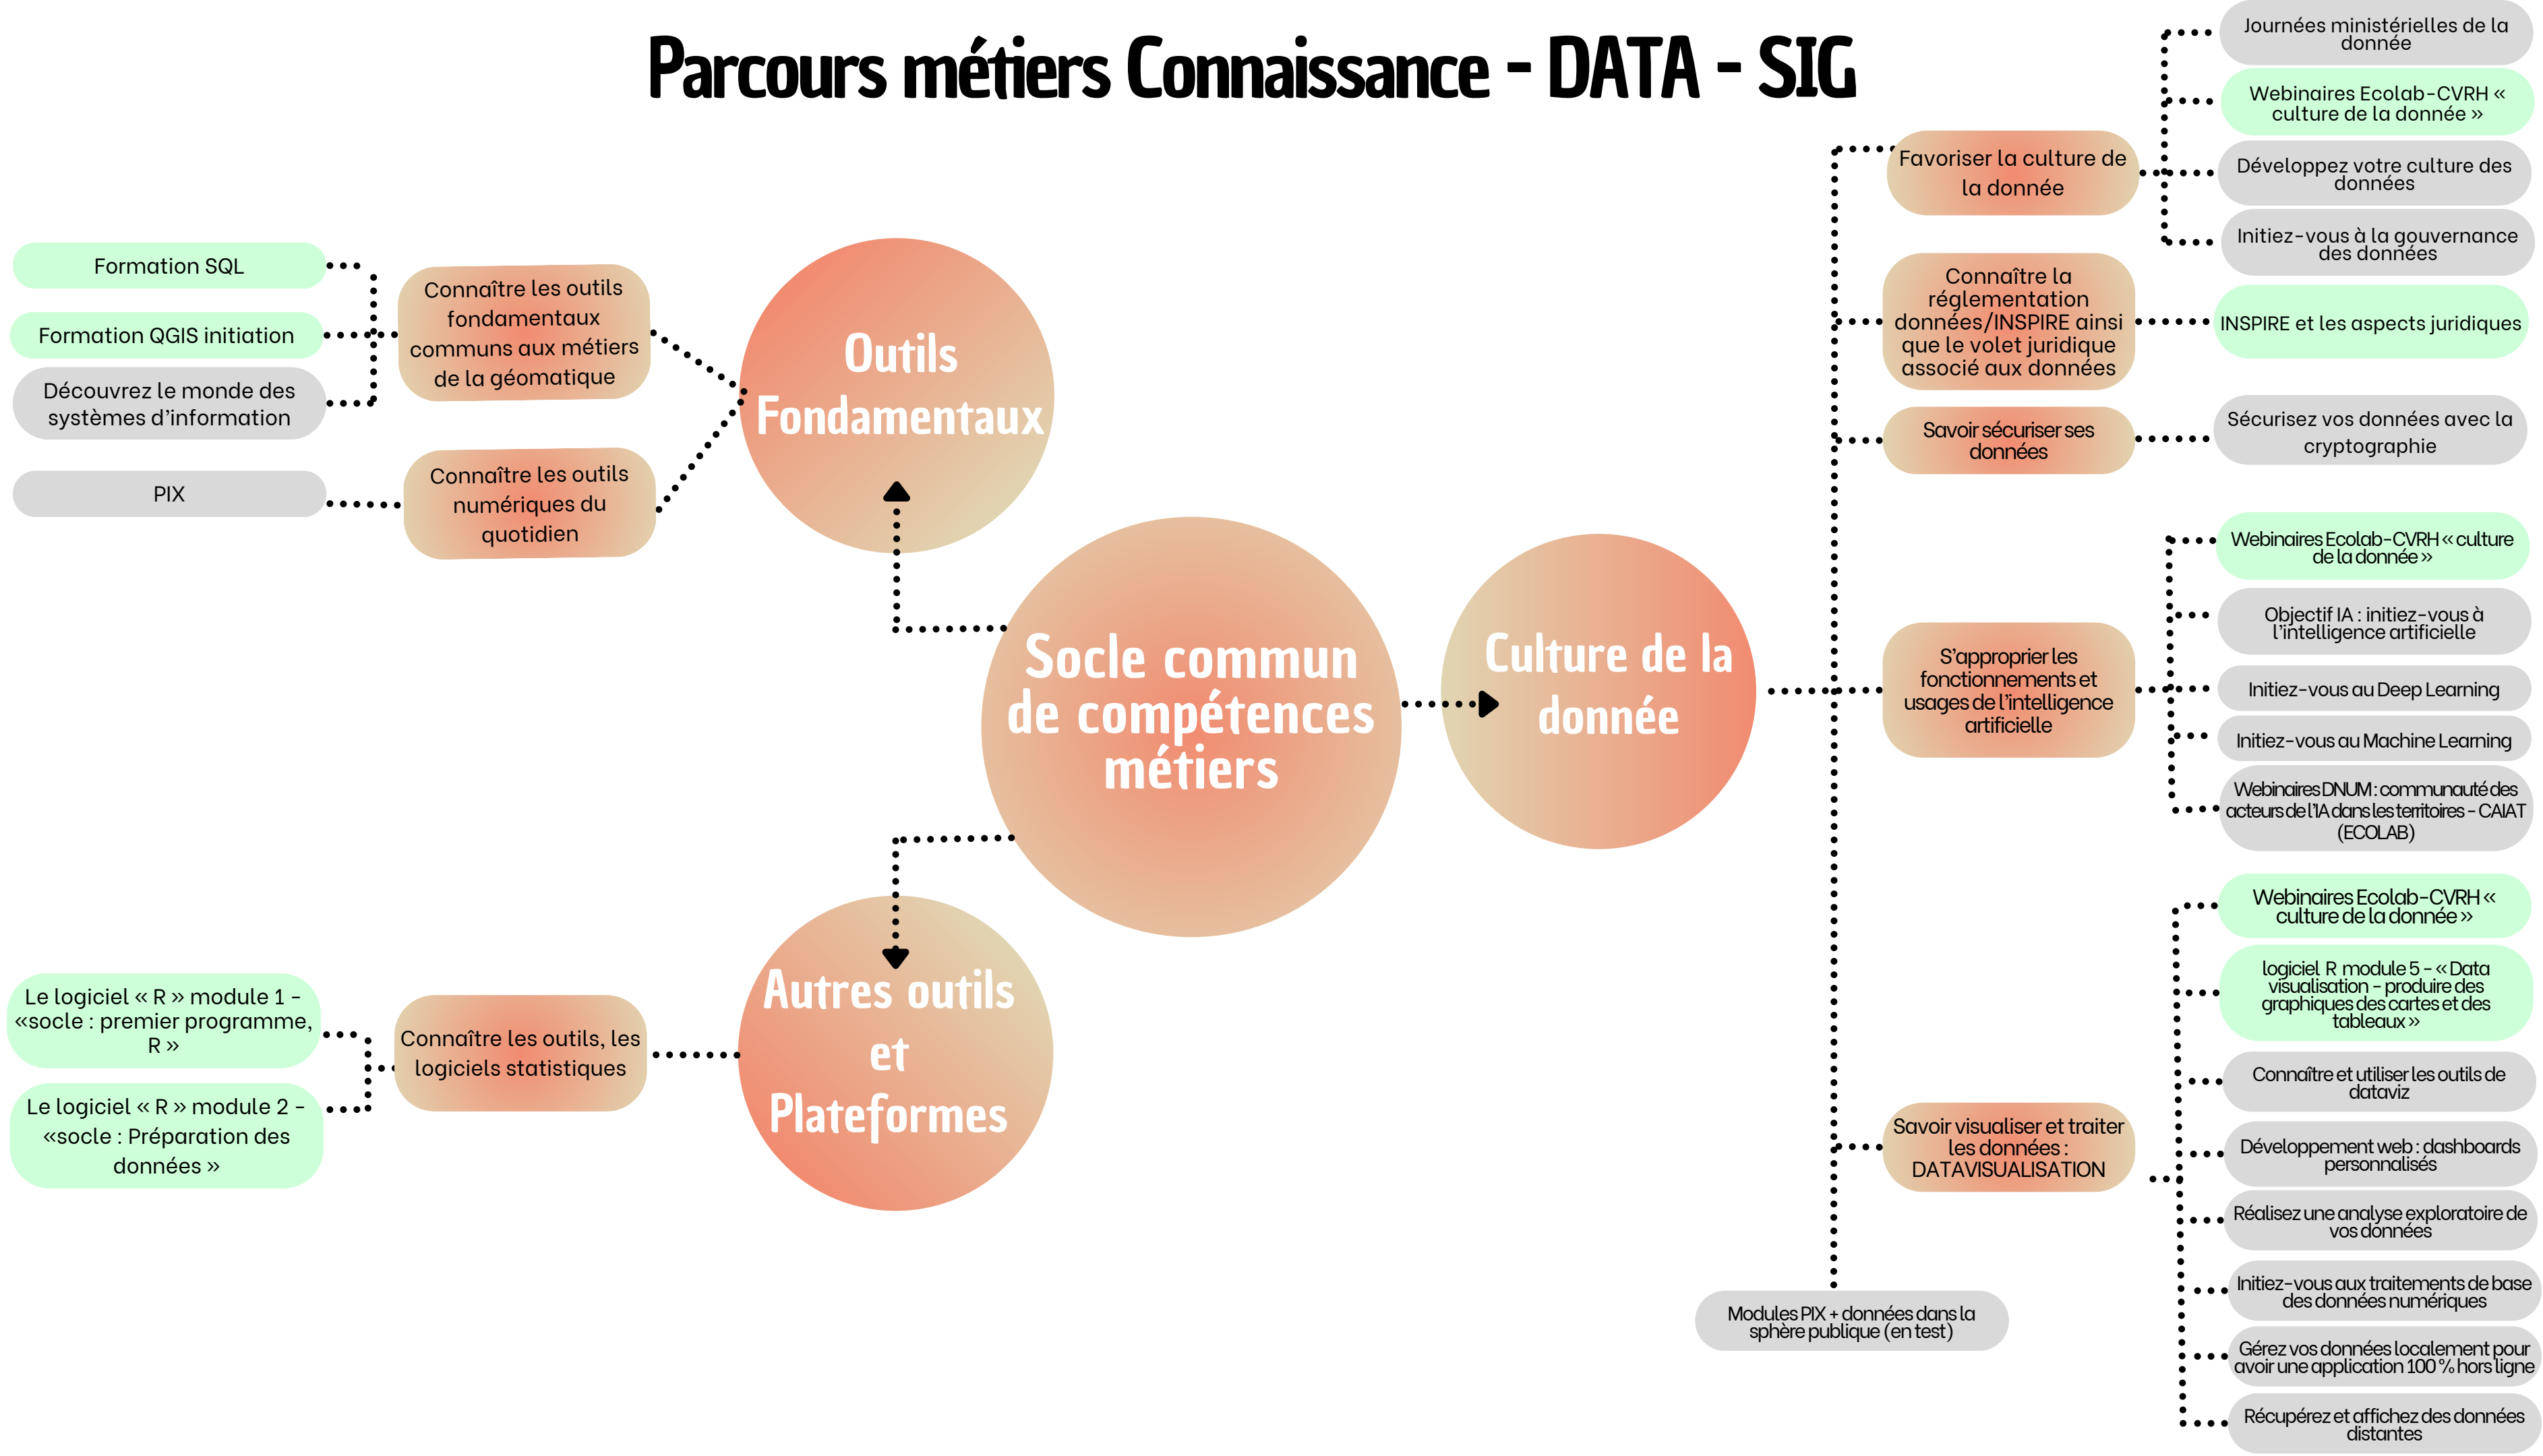 Parcours métiers Connaissance - DATA - SIG
Formation SQL
Formation QGIS initiation
Découvrez le monde des
systèmes d'information
PIX
Connaître les outils
fondamentaux
communs aux métiers
de la géomatique
Connaître les outils
numériques du
quotidien
Outils
Fondamentaux
Socle commun
de compétences
métiers
Culture de la
donnée
Autres outils
et
Plateformes
Connaître les outils, les
logiciels statistiques
Le logiciel « R » module 1 -
«socle : premier programme,
R »
Le logiciel « R » module 2 -
«socle : Préparation des
données »
Favoriser la culture de
la donnée
Journées ministérielles de la
donnée
Webinaires Ecolab-CVRH «
culture de la donnée »
Développez votre culture des
données
Initiez-vous à la gouvernance
des données
Connaître la
réglementation
données/INSPIRE ainsi
que le volet juridique
associé aux données
INSPIRE et les aspects juridiques
Savoir sécuriser ses
données
Sécurisez vos données avec la
cryptographie
S'approprier les
fonctionnements et
usages de l'intelligence
artificielle
Webinaires Ecolab-CVRH « culture
de la donnée »
Objectif IA : initiez-vous à
l'intelligence artificielle
Initiez-vous au Deep Learning
Initiez-vous au Machine Learning
Webinaires DNUM : communauté des
acteurs de l'IA dans les territoires - CAIAT
(ECOLAB)
Savoir visualiser et traiter
les données :
DATAVISUALISATION
Webinaires Ecolab-CVRH «
culture de la donnée »
logiciel R module 5 - « Data
visualisation - produire des
graphiques des cartes et des
tableaux »
Connaître et utiliser les outils de
dataviz
Développement web : dashboards
personnalisés
Réalisez une analyse exploratoire de
vos données
Initiez-vous aux traitements de base
des données numériques
Gérez vos données localement pour
avoir une application 100 % hors ligne
Récupérez et affichez des données
distantes
Modules PIX + données dans la
sphère publique (en test)